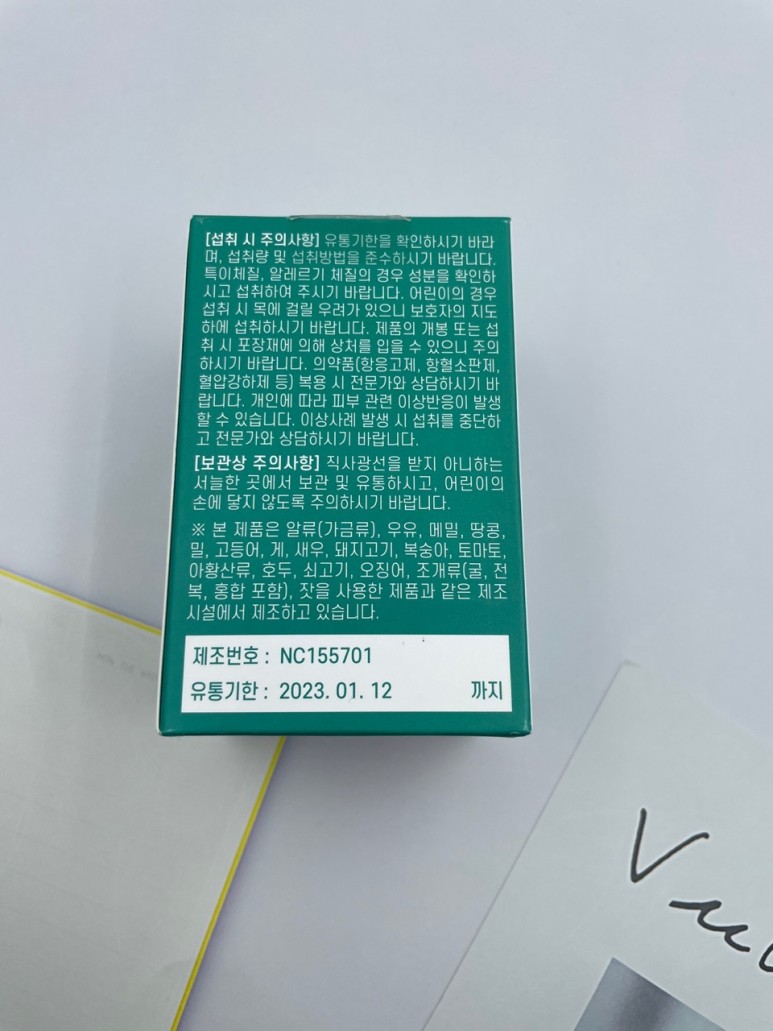 [섭취 시 주의사항] 유통기한을 확인하시기 바라
며, 섭취량 및 섭취방법을 준수하시기 바랍니다.
특이체질, 알레르기 체질의 경우 성분을 확인하
시고 섭취하여 주시기 바랍니다. 어린이의 경우
섭취 시 목에 걸릴 우려가 있으니 보호자의 지도
하에 섭취하시기 바랍니다. 제품의 개봉 또는 섭
취 시 포장재에 의해 상처를 입을 수 있으니 주의
하시기 바랍니다. 의약품(항응고제, 항혈소판제,
혈압강하제 등) 복용 시 전문가와 상담하시기 바
랍니다. 개인에 따라 피부 관련 이상반응이 발생
할 수 있습니다. 이상사례 발생 시 섭취를 중단하
고 전문가와 상담하시기 바랍니다.
[보관상 주의사항] 직사광선을 받지 아니하는
서늘한 곳에서 보관 및 유통하시고, 어린이의
손에 닿지 않도록 주의하시기 바랍니다.
※ 본 제품은 알류(가금류), 우유, 메밀, 땅콩,
밀, 고등어, 게, 새우, 돼지고기, 복숭아, 토마토,
아황산류, 호두, 쇠고기, 오징어, 조개류(굴, 전
복, 홍합 포함), 잣을 사용한 제품과 같은 제조
시설에서 제조하고 있습니다.
제조번호 : NC155701
유통기한 : 2023. 01. 12 까지